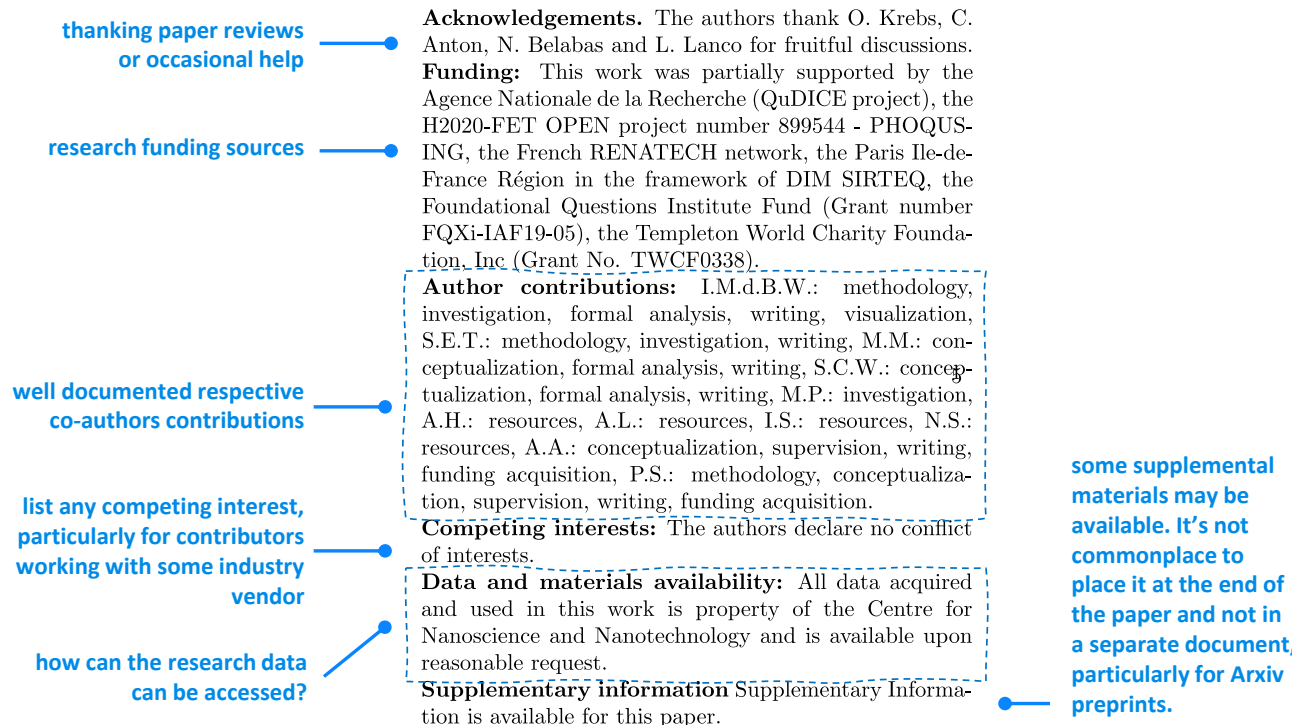 thanking paper reviews
or occasional help
research funding sources
well documented respective
co-authors contributions
list any competing interest,
particularly for contributors
working with some industry
vendor
how can the research data
can be accessed?
Acknowledgements. The authors thank O. Krebs, C.
Anton, N. Belabas and L. Lanco for fruitful discussions.
Funding: This work was partially supported by the
Agence Nationale de la Recherche (QuDICE project), the
H2020-FET OPEN project number 899544 - PHOQUS-
ING, the French RENATECH network, the Paris Ile-de-
France Région in the framework of DIM SIRTEQ, the
Foundational Questions Institute Fund (Grant number
FQXi-IAF19-05), the Templeton World Charity Founda-
tion, Inc (Grant No. TWCF0338).
Author contributions: I.M.d.B.W.: methodology,
investigation, formal analysis, writing, visualization,
S.E.T.: methodology, investigation, writing, M.M.: con-
ceptualization, formal analysis, writing, S.C.W.: concep-
5
tualization, formal analysis, writing, M.P.: investigation,
A.H.: resources, A.L.: resources, I.S.: resources, N.S.:
resources, A.A.: conceptualization, supervision, writing,
funding acquisition, P.S.: methodology, conceptualiza-
tion, supervision, writing, funding acquisition.
Competing interests: The authors declare no conflict
of interests.
Data and materials availability: All data acquired
and used in this work is property of the Centre for
Nanoscience and Nanotechnology and is available upon
reasonable request.
Supplementary information Supplementary Informa-
tion is available for this paper.
some supplemental
materials may be
available. It's not
commonplace to
place it at the end of
the paper and not in
a separate document,
particularly for Arxiv
preprints.